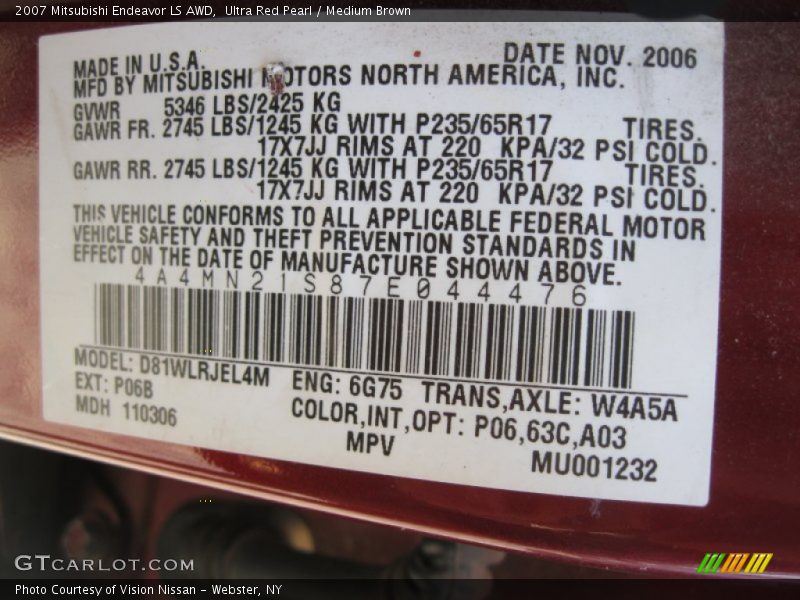 2007 Mitsubishi Endeavor LS AWD,  Ultra Red Pearl / Medium Brown
MADE IN U.S.A. DATE NOV. 2006
MFD BY MITSUBISHI MOTORS NORTH AMERICA, INC.
GVWR 5346 LBS/2425 KG
GAWR FR. 2745 LBS/1245 KG WITH P235/65R17 TIRES.
17X7JJ RIMS AT 220 KPA/32 PSI COLD.
GAWR RR. 2745 LBS/1245 KG WITH P235/65R17 TIRES.
17X7JJ RIMS AT 220 KPA/32 PSI COLD.
THIS VEHICLE CONFORMS TO ALL APPLICABLE FEDERAL MOTOR
VEHICLE SAFETY AND THEFT PREVENTION STANDARDS IN
EFFECT ON THE DATE OF MANUFACTURE SHOWN ABOVE.
4A4MN21S87E044476
MODEL: D81WLRJEL4M ENG: 6G75 TRANS,AXLE: W4A5A
EXT: P06B COLOR,INT,OPT: P06,63C,A03
MDH 110306 MPV MU001232
GTCARLOT.COM
Photo Courtesy of Vision Nissan - Webster, NY